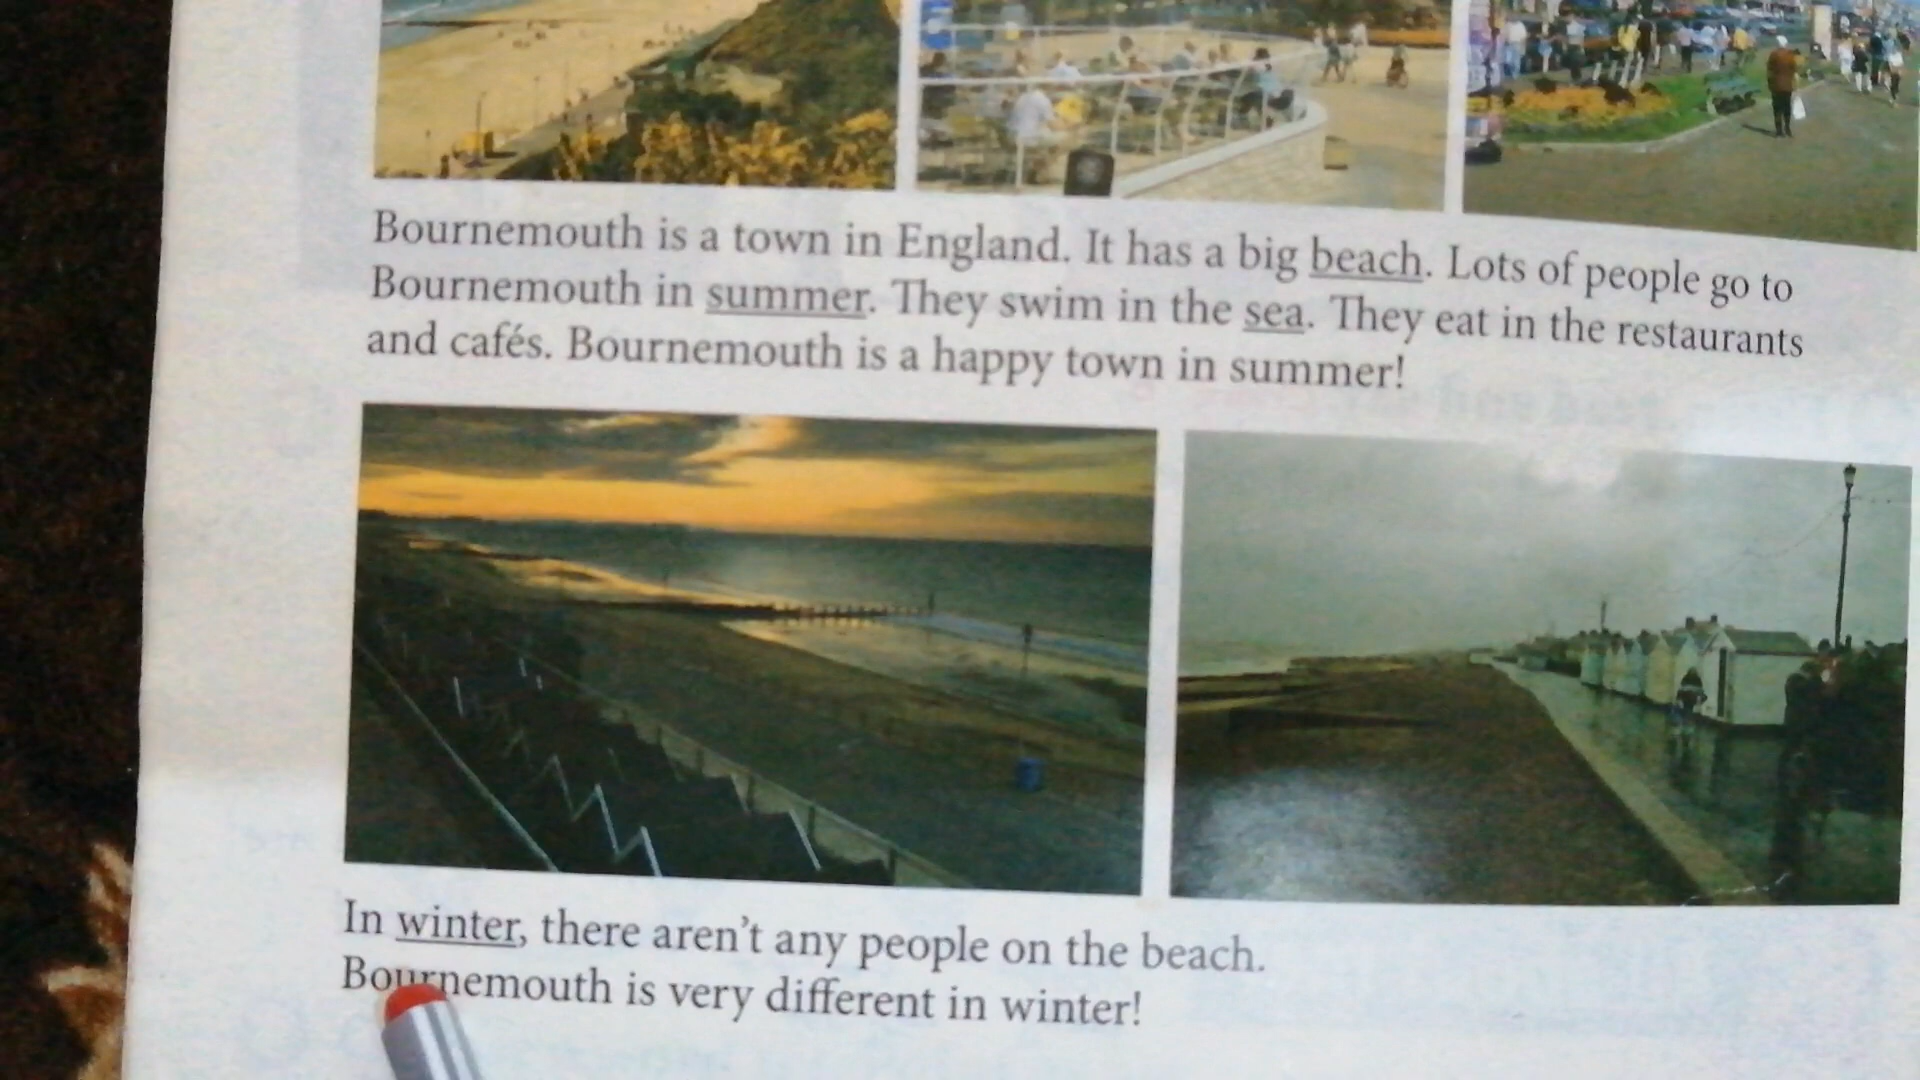 Bournemouth is a town in England. It has a big beach. Lots of people go to
Bournemouth in summer. They swim in the sea. They eat in the restaurants
and cafés. Bournemouth is a happy town in summer!
In winter, there aren't any people on the beach.
Bournemouth is very different in winter!